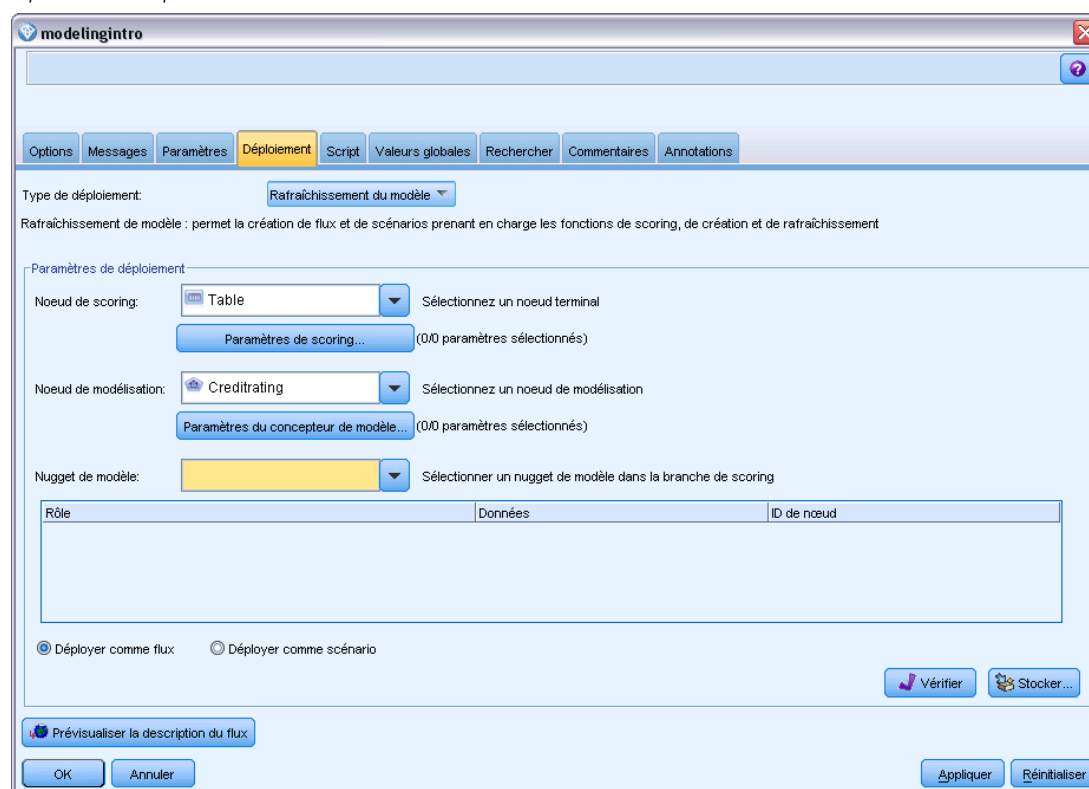 modelingintro
Options Messages Paramètres Déploiement Script Valeurs globales Rechercher Commentaires Annotations
Type de déploiement: Rafraîchissement du modèle
Rafraîchissement de modèle : permet la création de flux et de scénarios prenant en charge les fonctions de scoring, de création et de rafraîchissement
Paramètres de déploiement
Noeud de scoring: Table Sélectionnez un noeud terminal
Paramètres de scoring... (0/0 paramètres sélectionnés)
Noeud de modélisation: Creditrating Sélectionnez un noeud de modélisation
Paramètres du concepteur de modèle... (0/0 paramètres sélectionnés)
Nugget de modèle: Sélectionner un nugget de modèle dans la branche de scoring
Rôle Données ID de nœud
Déployer comme flux Déployer comme scénario
Vérifier Stocker...
Prévisualiser la description du flux
OK Annuler Appliquer Réinitialiser